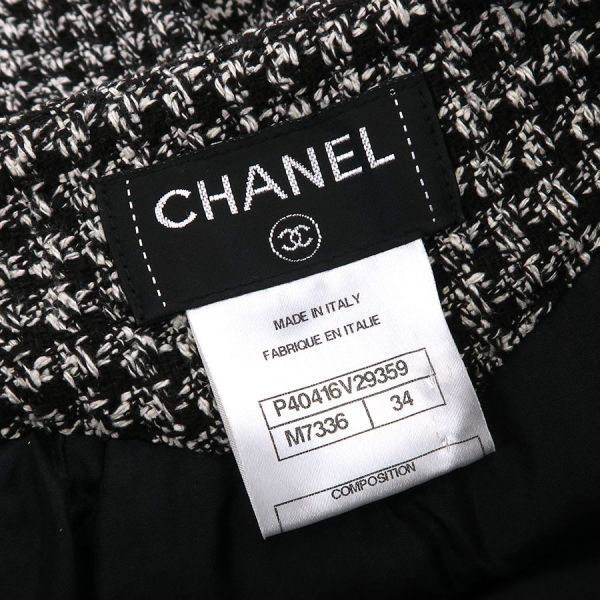 CHANEL
MADE IN ITALY
FABRIQUE EN ITALIE
P40416V29359
M7336 34
COMPOSITION